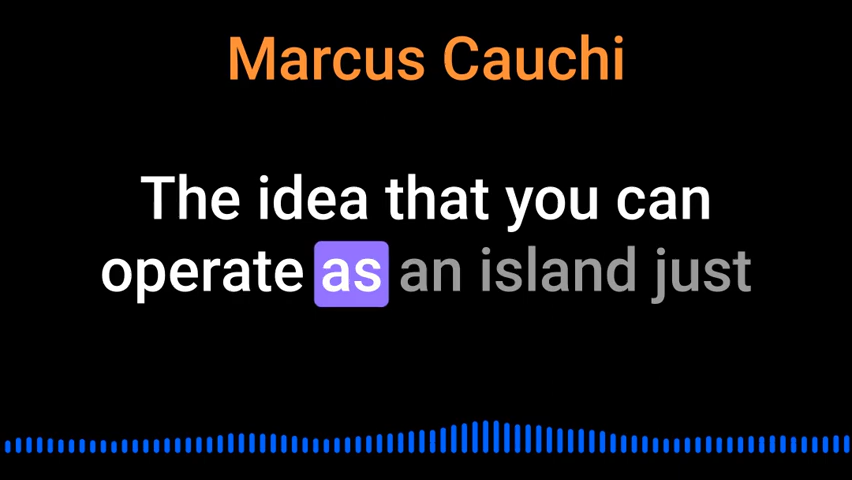 Marcus Cauchi
The idea that you can
operate as an island just